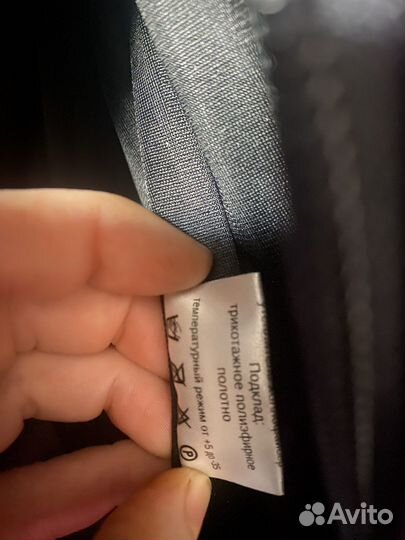 Подклад:
трикотажное полиэфирное
полотно
P
температурный режим от +5 до -35
Avito